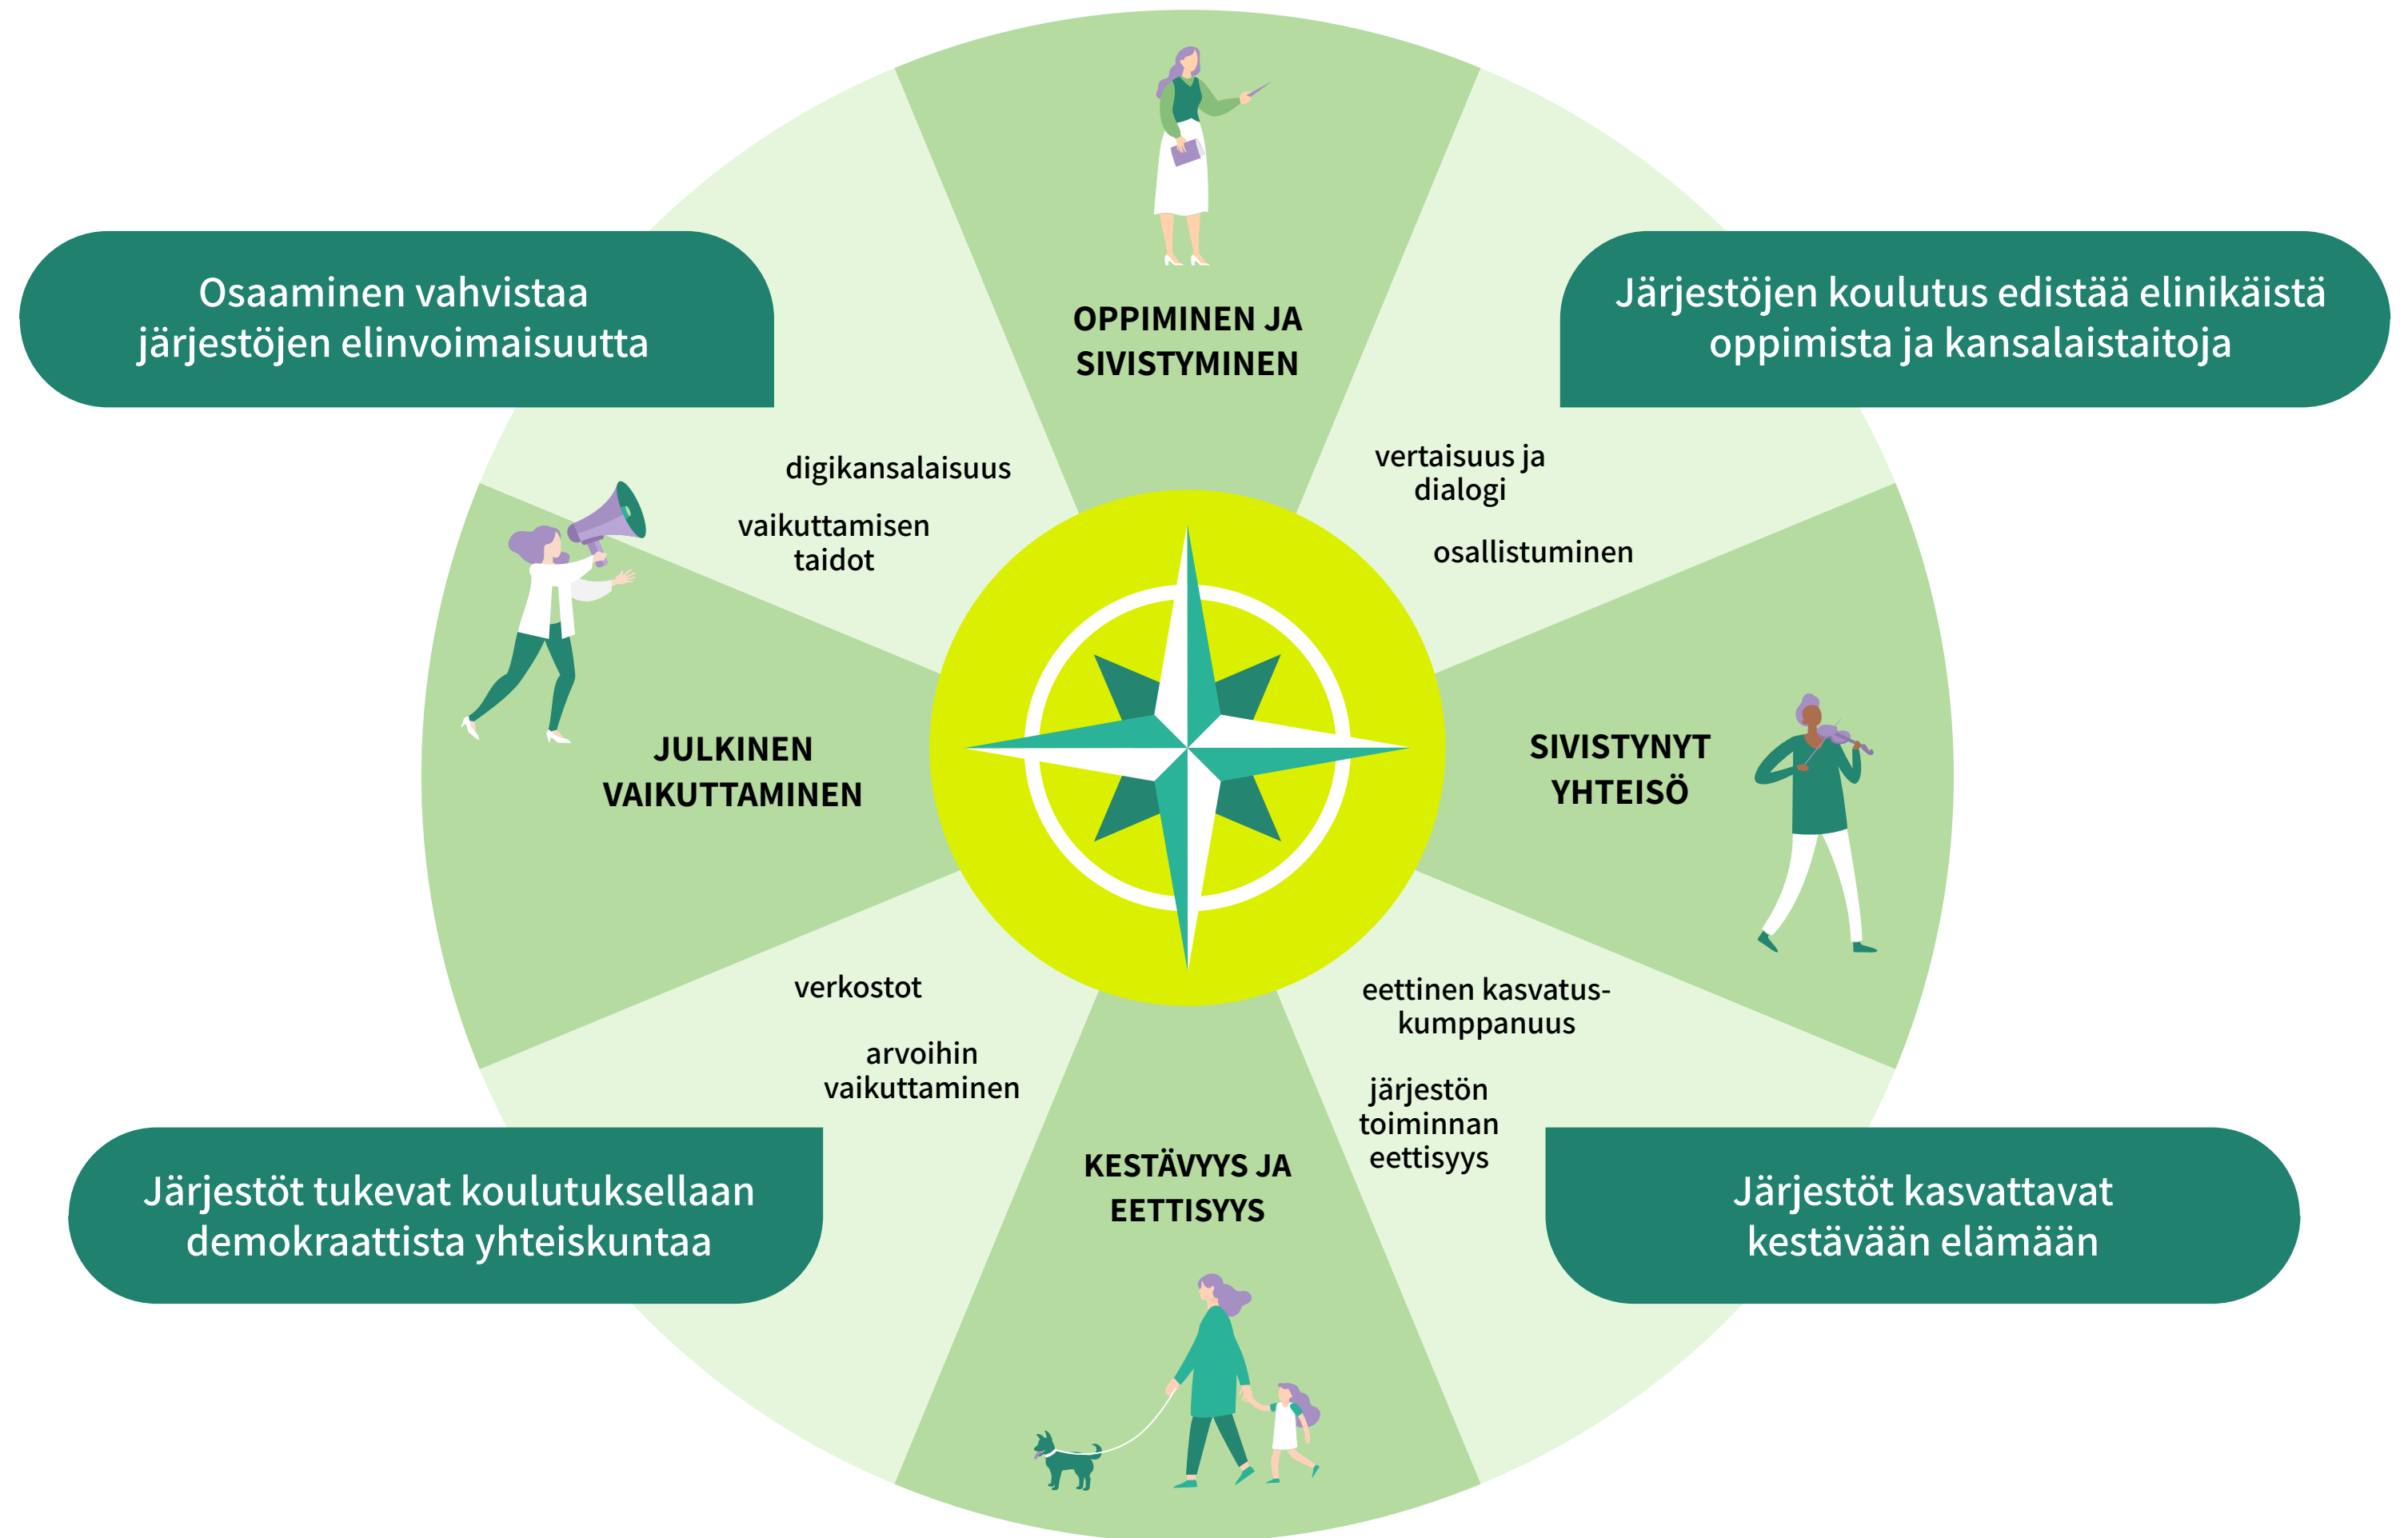 OPPIMINEN JA
SIVISTYMINEN
Osaaminen vahvistaa
järjestöjen elinvoimaisuutta
Järjestöjen koulutus edistää elinikäistä
oppimista ja kansalaistaitoja
digikansalaisuus
vaikuttamisen
taidot
vertaisuus ja
dialogi
osallistuminen
JULKINEN
VAIKUTTAMINEN
SIVISTYNYT
YHTEISÖ
verkostot
arvoihin
vaikuttaminen
eettinen kasvatus-
kumppanuus
järjestön
toiminnan
eettisyys
KESTÄVYYS JA
EETTISYYS
Järjestöt tukevat koulutuksellaan
demokraattista yhteiskuntaa
Järjestöt kasvattavat
kestävään elämään